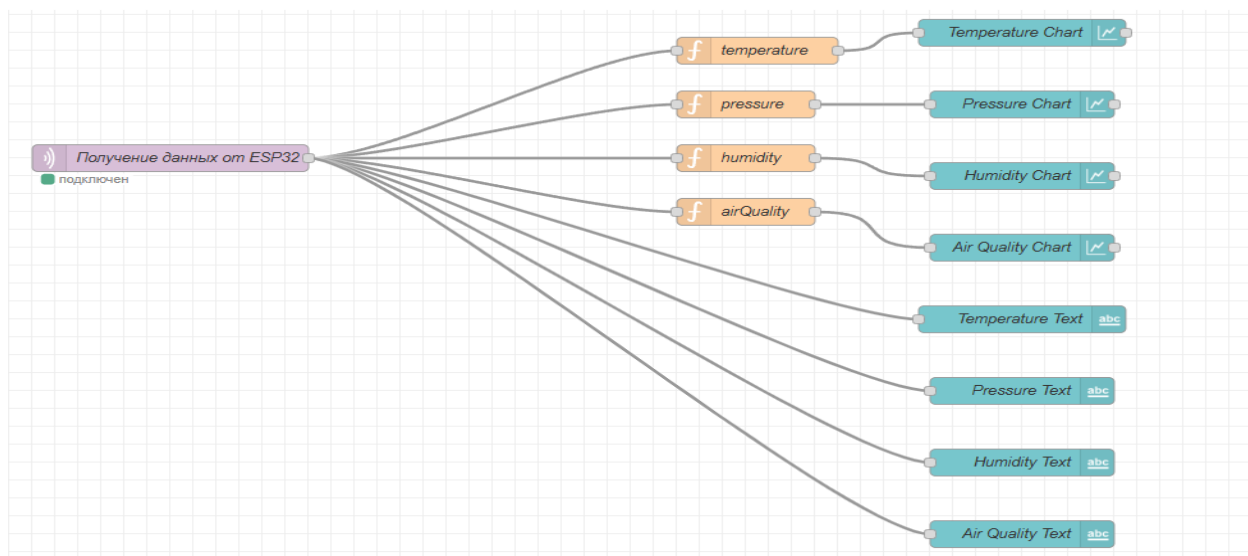 temperature
Temperature Chart
pressure
Pressure Chart
Получение данных от ESP32
подключен
humidity
Humidity Chart
airQuality
Air Quality Chart
Temperature Text
abc
Pressure Text
abc
Humidity Text
abc
Air Quality Text
abc